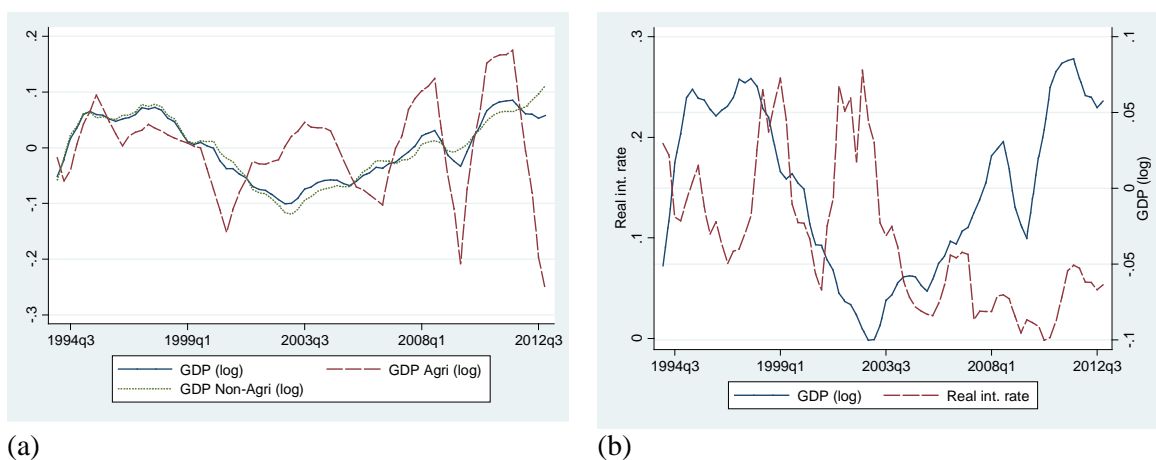 .2
.1
0
-.1
-.2
-.3
1994q3 1999q1 2003q3 2008q1 2012q3
GDP (log) GDP Agri (log)
GDP Non-Agri (log)
(a)
Real int. rate
.3
.2
.1
0
GDP (log)
.1
.05
0
-.05
-.1
1994q3 1999q1 2003q3 2008q1 2012q3
GDP (log) Real int. rate
(b)